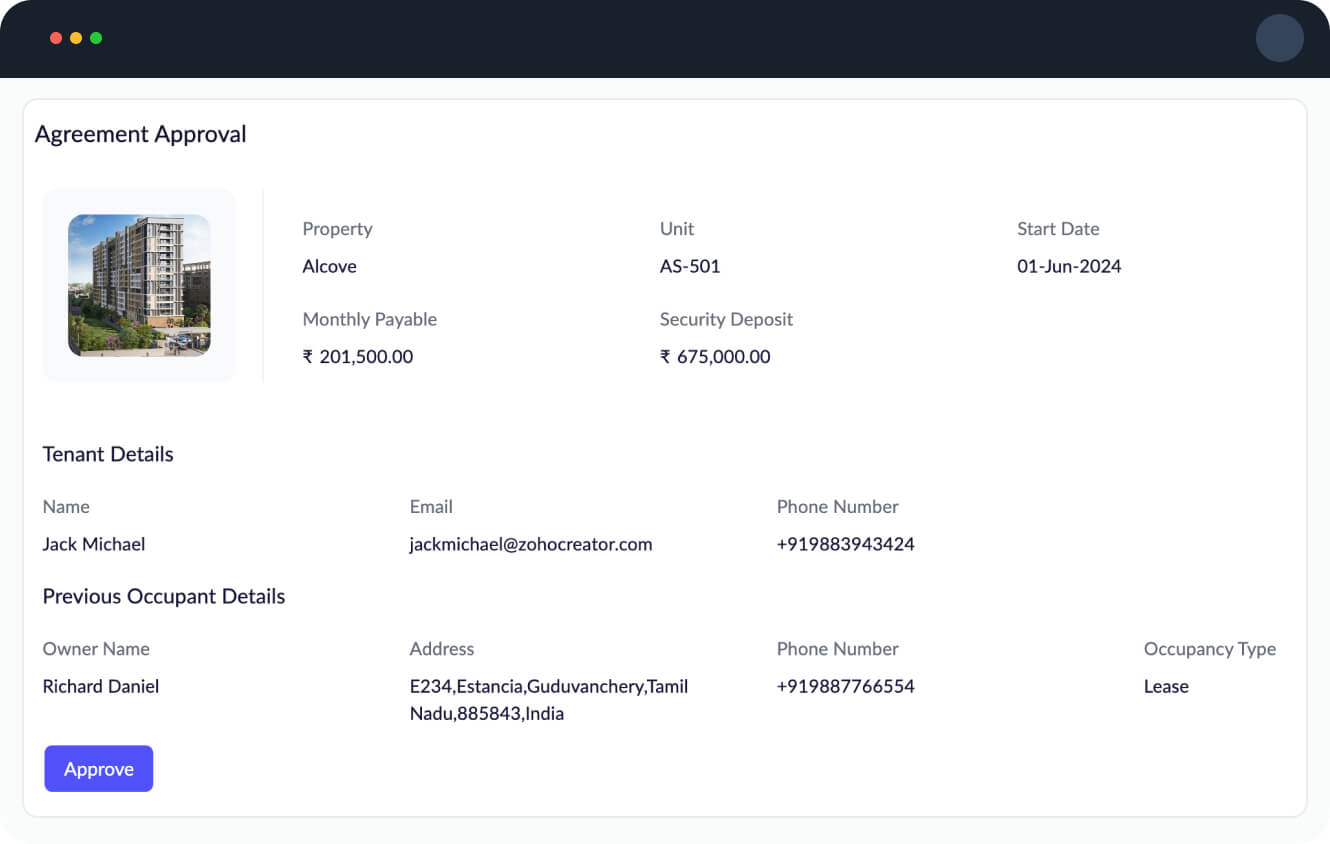 Agreement Approval
Property
Unit
Start Date
Alcove
AS-501
01-Jun-2024
Monthly Payable
Security Deposit
₹ 201,500.00
₹ 675,000.00
Tenant Details
Name
Email
Phone Number
Jack Michael
jackmichael@zohocreator.com
+919883943424
Previous Occupant Details
Owner Name
Address
Phone Number
Occupancy Type
Richard Daniel
E234,Estancia,Guduvanchery,Tamil
Nadu,885843,India
+919887766554
Lease
Approve